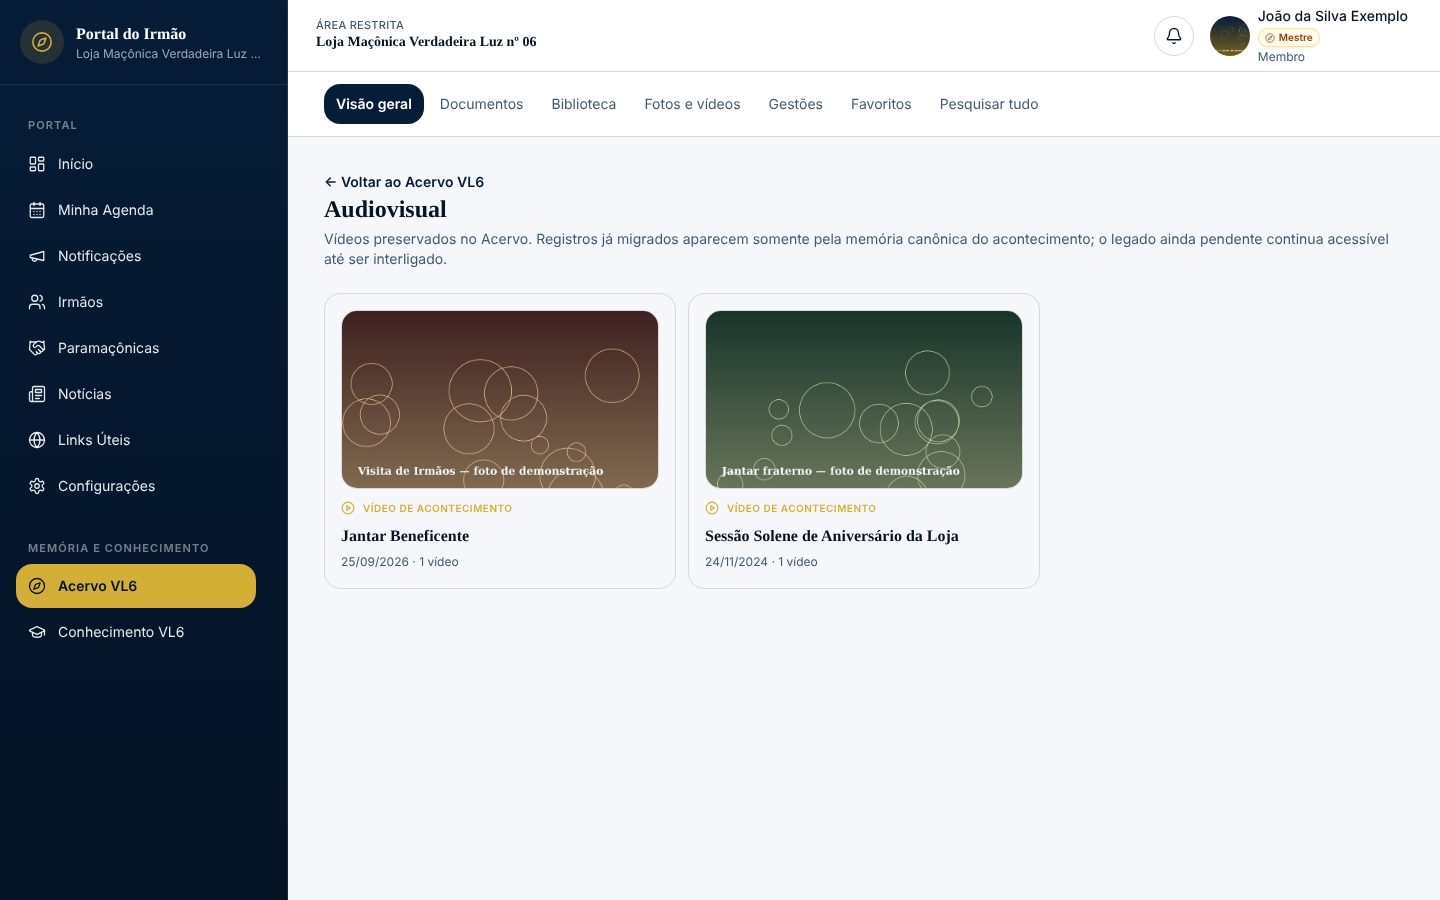 Portal do Irmão
Loja Maçônica Verdadeira Luz ...
PORTAL
Início
Minha Agenda
Notificações
Irmãos
Paramaçônicas
Notícias
Links Úteis
Configurações
MEMÓRIA E CONHECIMENTO
Acervo VL6
Conhecimento VL6
ÁREA RESTRITA
Loja Maçônica Verdadeira Luz nº 06
João da Silva Exemplo
Mestre
Membro
Visão geral
Documentos
Biblioteca
Fotos e vídeos
Gestões
Favoritos
Pesquisar tudo
← Voltar ao Acervo VL6
Audiovisual
Vídeos preservados no Acervo. Registros já migrados aparecem somente pela memória canônica do acontecimento; o legado ainda pendente continua acessível
até ser interligado.
Visita de Irmãos — foto de demonstração
VÍDEO DE ACONTECIMENTO
Jantar Beneficente
25/09/2026 · 1 vídeo
Jantar fraterno — foto de demonstração
VÍDEO DE ACONTECIMENTO
Sessão Solene de Aniversário da Loja
24/11/2024 · 1 vídeo